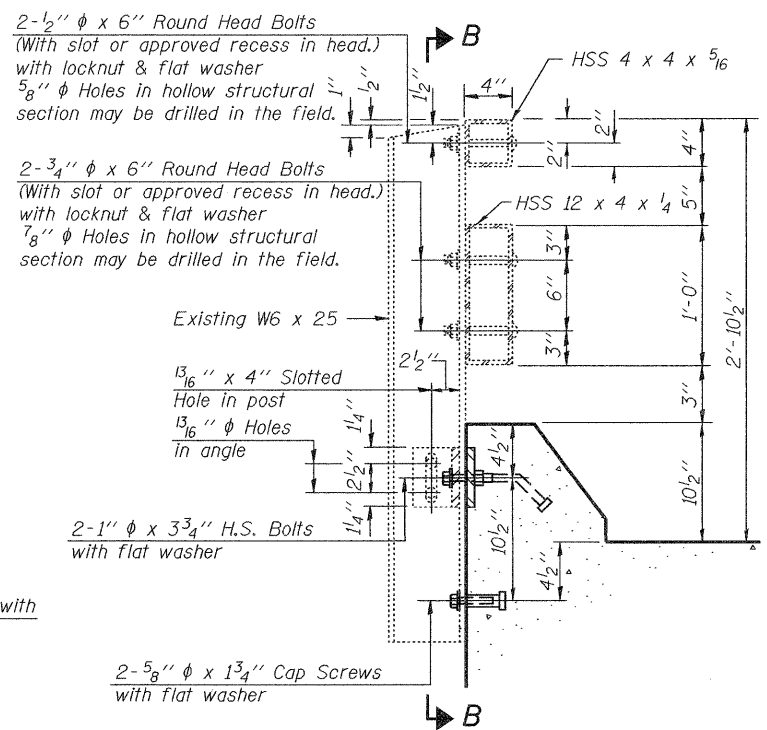 2-1/2" ϕ x 6" Round Head Bolts
(With slot or approved recess in head.)
with locknut & flat washer
5/8" ϕ Holes in hollow structural
section may be drilled in the field.
1"
1/2"
1 1/2"
B
4"
HSS 4 x 4 x 5/16
2"
2"
4"
2-3/4" ϕ x 6" Round Head Bolts
(With slot or approved recess in head.)
with locknut & flat washer
7/8" ϕ Holes in hollow structural
section may be drilled in the field.
HSS 12 x 4 x 1/4
5"
3"
6"
3"
1'-0"
2'-10 1/2"
Existing W6 x 25
2 1/2"
13/16" x 4" Slotted
Hole in post
13/16" ϕ Holes
in angle
1 1/4"
2 1/2"
1 1/4"
3"
4 1/2"
10 1/2"
10 1/2"
4 1/2"
2-1" ϕ x 3 3/4" H.S. Bolts
with flat washer
with
2-5/8" ϕ x 1 3/4" Cap Screws
with flat washer
B